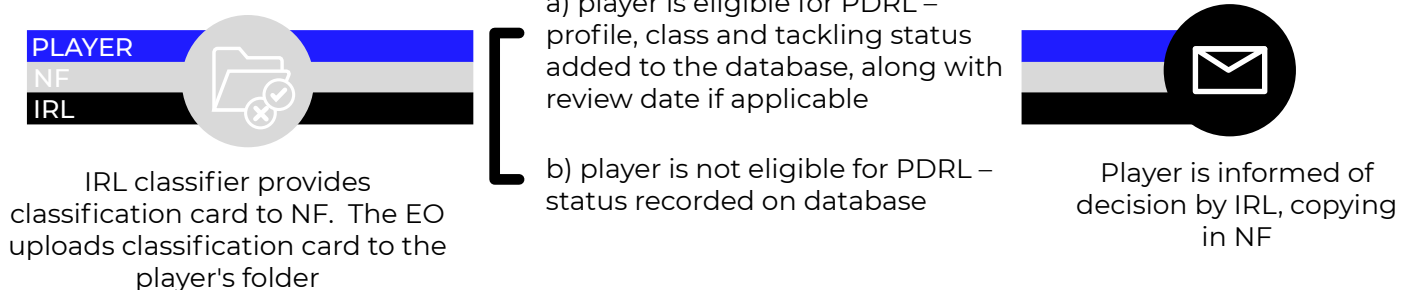 PLAYER
NF
IRL
IRL classifier provides
classification card to NF.  The EO
uploads classification card to the
player's folder
a) player is eligible for PDRL –
profile, class and tackling status
added to the database, along with
review date if applicable
b) player is not eligible for PDRL –
status recorded on database
Player is informed of
decision by IRL, copying
in NF